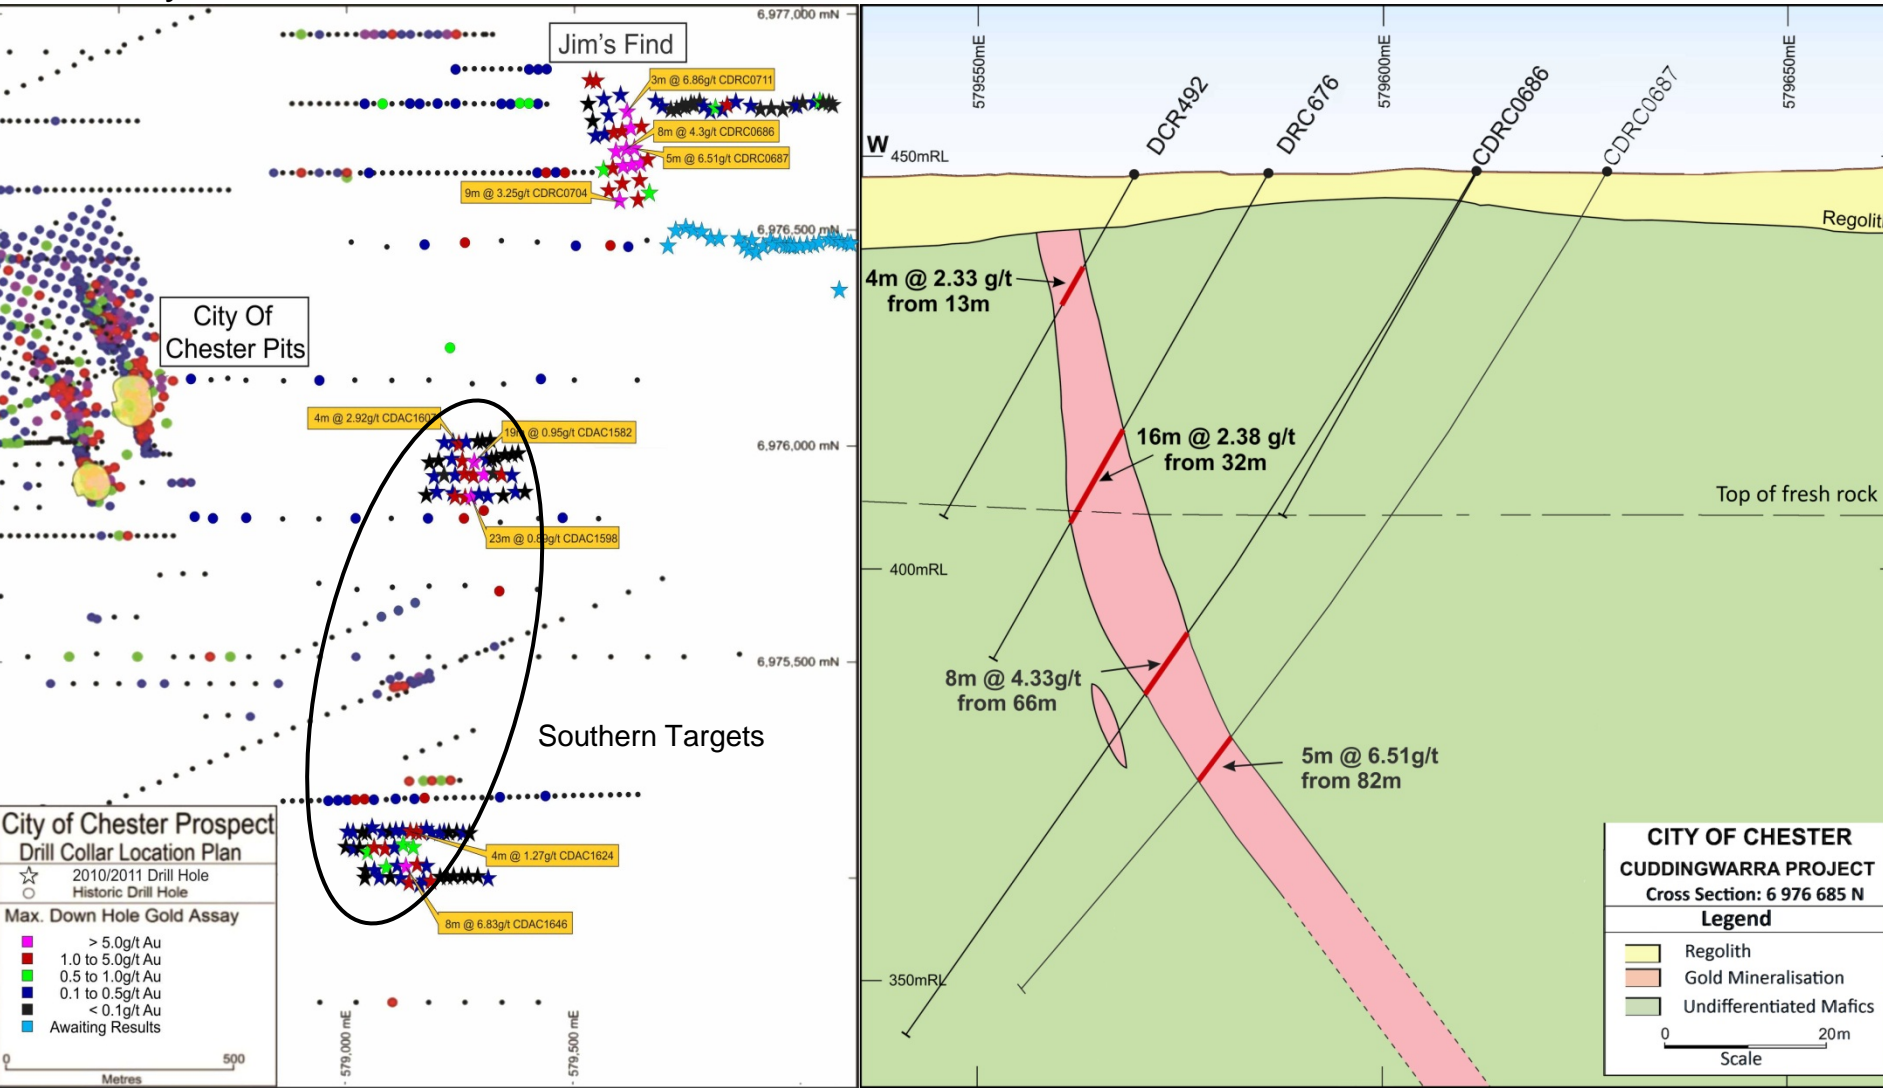 6,977,000 mN
Jim's Find
3m @ 6.86g/t CDRC0711
8m @ 4.3g/t CDRC0686
5m @ 6.51g/t CDRC0687
9m @ 3.25g/t CDRC0704
6,976,500 mN
City Of
Chester Pits
4m @ 2.92g/t CDAC1607
19m @ 0.95g/t CDAC1582
6,976,000 mN
23m @ 0.89g/t CDAC1598
6,975,500 mN
Southern Targets
4m @ 1.27g/t CDAC1624
8m @ 6.83g/t CDAC1646
579,000 mE
579,500 mE
City of Chester Prospect
Drill Collar Location Plan
2010/2011 Drill Hole
Historic Drill Hole
Max. Down Hole Gold Assay
> 5.0g/t Au
1.0 to 5.0g/t Au
0.5 to 1.0g/t Au
0.1 to 0.5g/t Au
< 0.1g/t Au
Awaiting Results
0 500
Metres
579550mE
579600mE
579650mE
DCR492
DRC676
CDRC0686
CDRC0687
W
450mRL
Regolit
4m @ 2.33 g/t
from 13m
16m @ 2.38 g/t
from 32m
Top of fresh rock
400mRL
8m @ 4.33g/t
from 66m
5m @ 6.51g/t
from 82m
350mRL
CITY OF CHESTER
CUDDINGWARRA PROJECT
Cross Section: 6 976 685 N
Legend
Regolith
Gold Mineralisation
Undifferentiated Mafics
0 20m
Scale